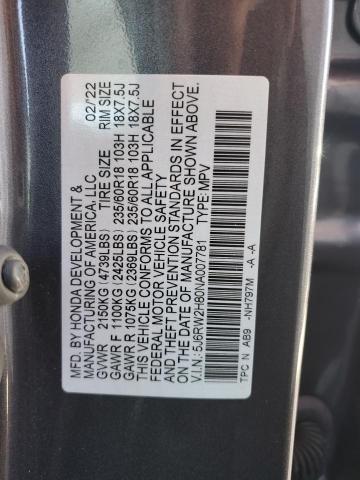 MFD. BY HONDA DEVELOPMENT &
MANUFACTURING OF AMERICA, LLC 02/'22
GVWR 2150KG (4739LBS) TIRE SIZE RIM SIZE
GAWR F 1100KG (2425LBS) 235/60R18 103H 18X7.5J
GAWR R 1075KG (2369LBS) 235/60R18 103H 18X7.5J
THIS VEHICLE CONFORMS TO ALL APPLICABLE
FEDERAL MOTOR VEHICLE SAFETY AND
THEFT PREVENTION STANDARDS IN EFFECT
ON THE DATE OF MANUFACTURE SHOWN ABOVE.
V.I.N.: 5J6RW2H80NA007781 TYPE: MPV
TPC N AB9 -NH797M -A -A